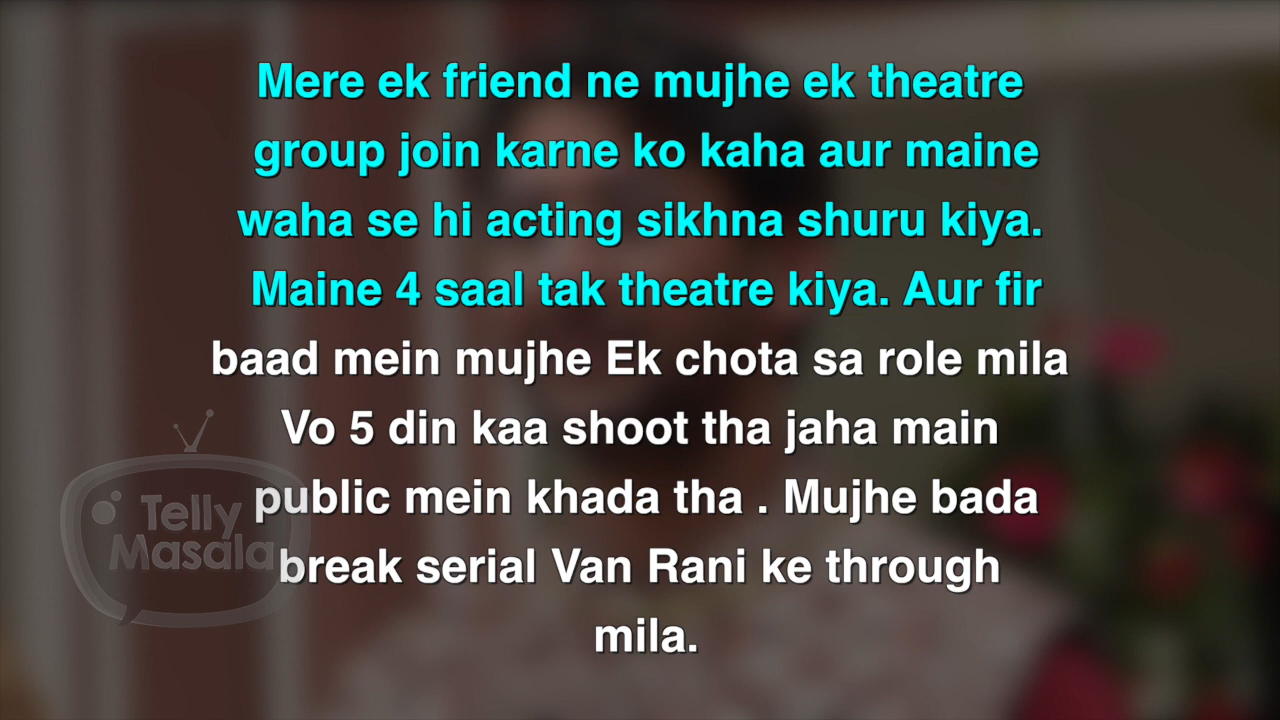 Mere ek friend ne mujhe ek theatre
group join karne ko kaha aur maine
waha se hi acting sikhna shuru kiya.
Maine 4 saal tak theatre kiya. Aur fir
baad mein mujhe Ek chota sa role mila
Vo 5 din kaa shoot tha jaha main
public mein khada tha . Mujhe bada
break serial Van Rani ke through
mila.
Telly
Masala